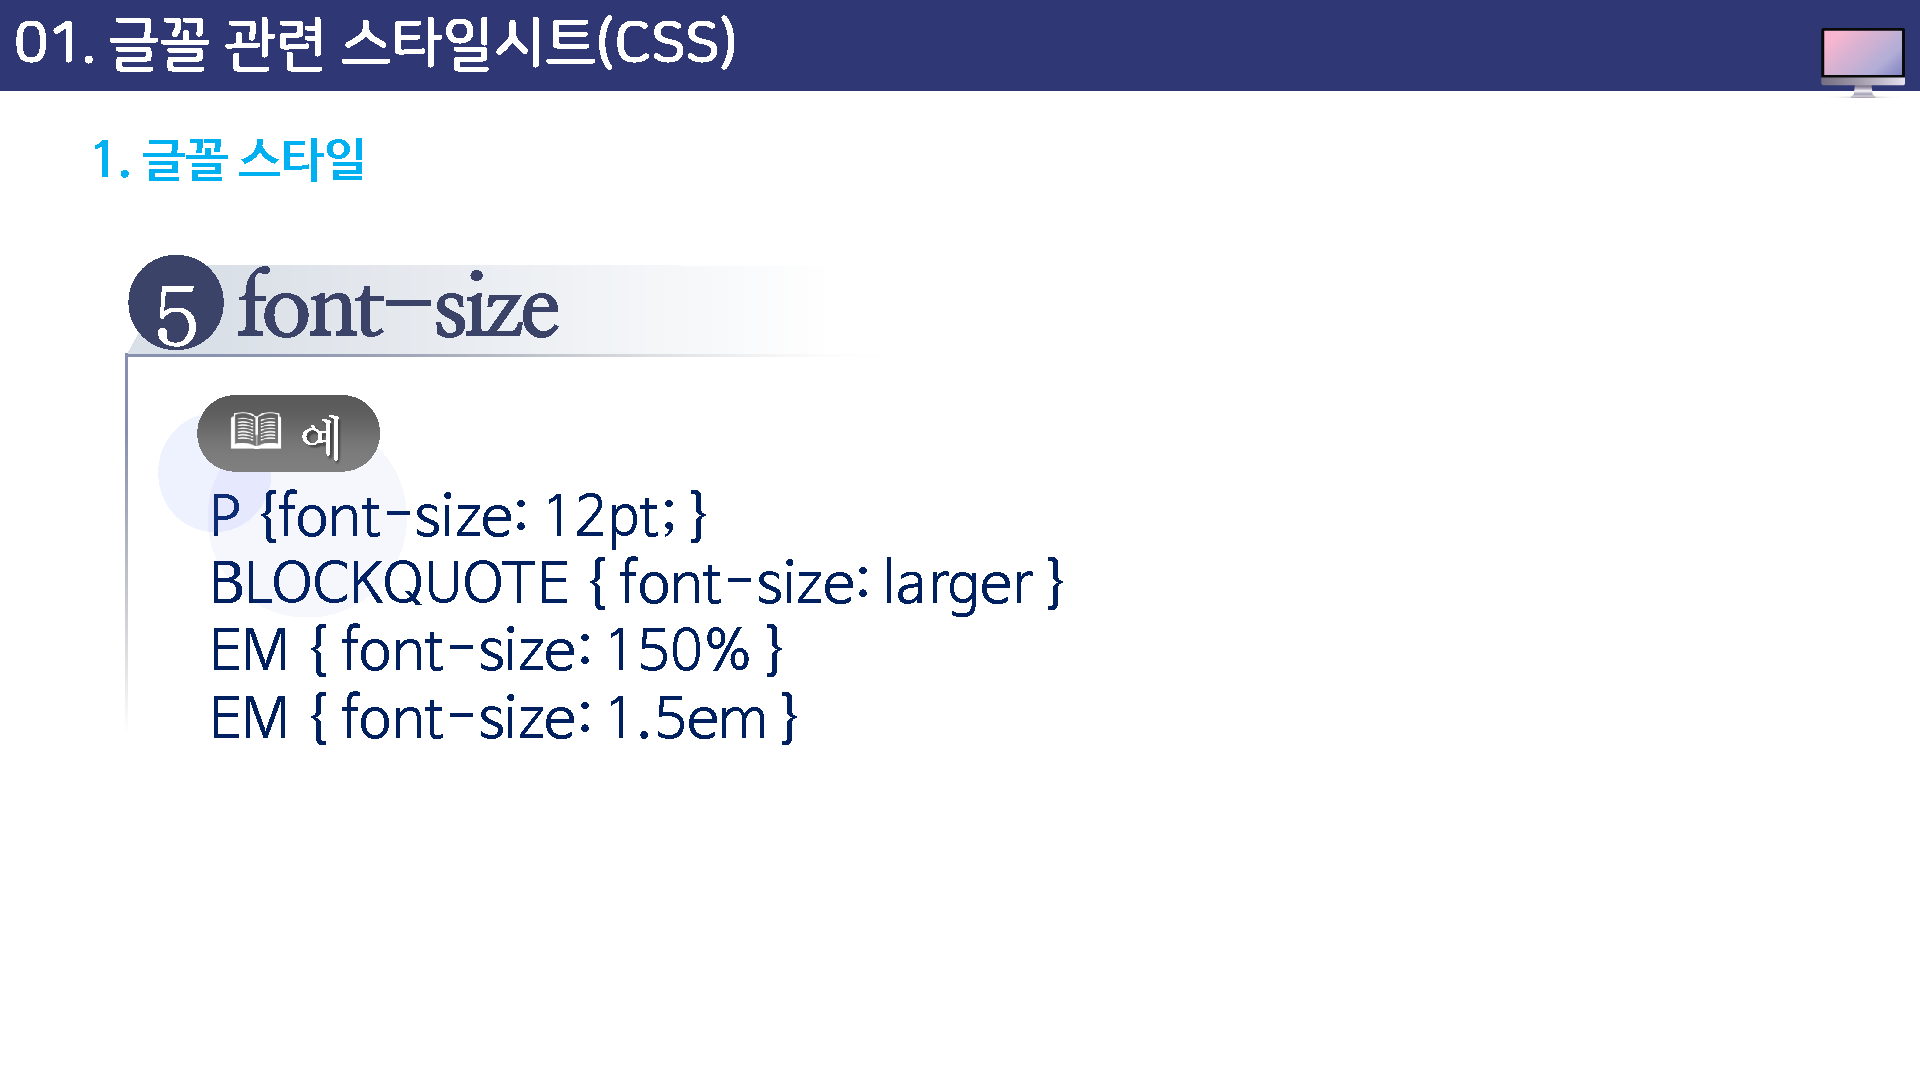 01. 글꼴 관련 스타일시트(CSS)
1. 글꼴 스타일
5 font-size
예
P {font-size: 12pt; }
BLOCKQUOTE { font-size: larger }
EM { font-size: 150% }
EM { font-size: 1.5em }